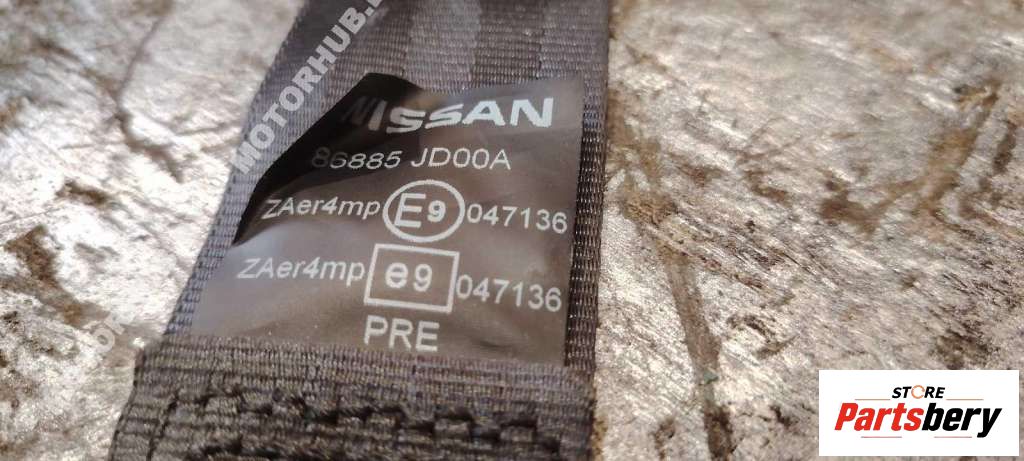 MOTORHUB.
NISSAN
86885 JD00A
ZAer4mp E9 047136
ZAer4mp e9 047136
PRE
STORE
Partsbery